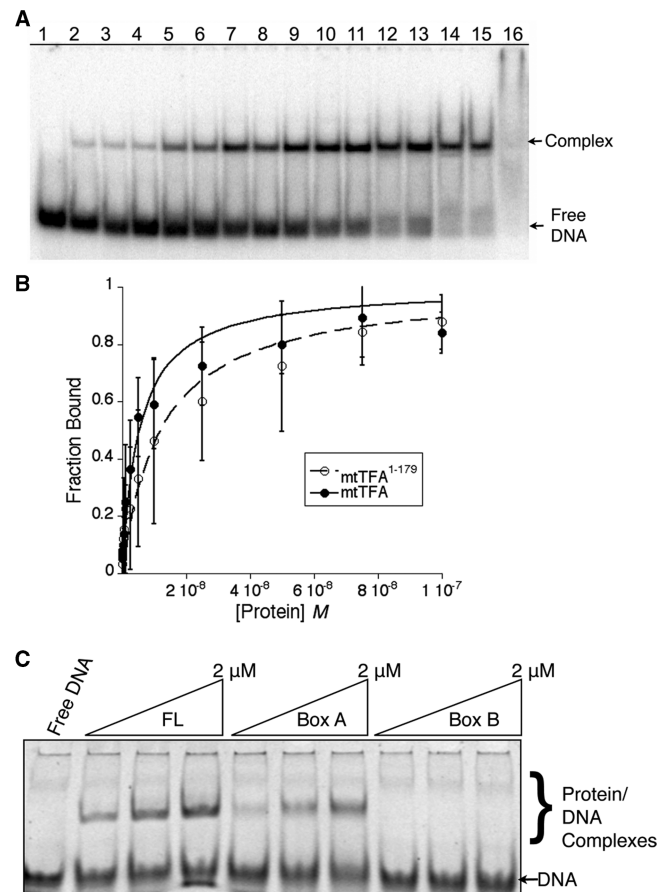 A
1 2 3 4 5 6 7 8 9 10 11 12 13 14 15 16
Complex
Free
DNA
B
1
0.8
0.6
0.4
0.2
0
Fraction Bound
mtTFA1-179
mtTFA
2 10-8 4 10-8 6 10-8 8 10-8 1 10-7
[Protein] M
C
Free DNA
2 µM 2 µM 2 µM
FL Box A Box B
Protein/
DNA
Complexes
DNA